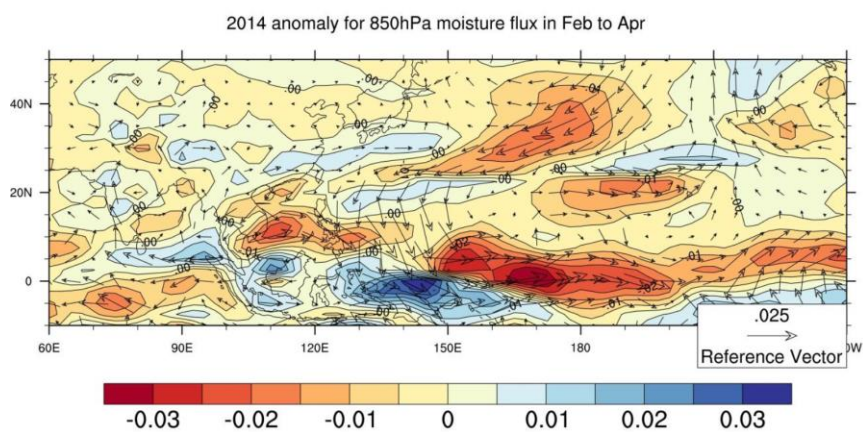 2014 anomaly for 850hPa moisture flux in Feb to Apr
40N
20N
0
60E 90E 120E 150E 180 W
.025
Reference Vector
-0.03 -0.02 -0.01 0 0.01 0.02 0.03